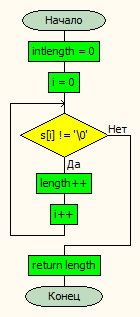 Начало
intlength = 0
i = 0
s[i] != '\0'
Нет
Да
length++
i++
return length
Конец